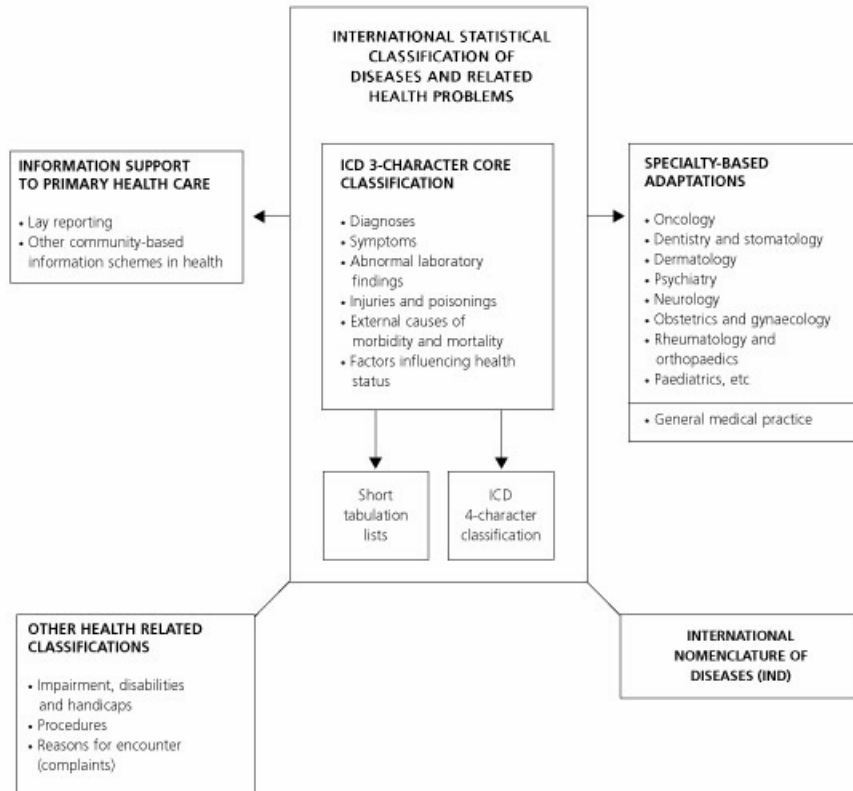 INTERNATIONAL STATISTICAL
CLASSIFICATION OF
DISEASES AND RELATED
HEALTH PROBLEMS
INFORMATION SUPPORT
TO PRIMARY HEALTH CARE
• Lay reporting
• Other community-based
information schemes in health
ICD 3-CHARACTER CORE
CLASSIFICATION
• Diagnoses
• Symptoms
• Abnormal laboratory
findings
• Injuries and poisonings
• External causes of
morbidity and mortality
• Factors influencing health
status
SPECIALTY-BASED
ADAPTATIONS
• Oncology
• Dentistry and stomatology
• Dermatology
• Psychiatry
• Neurology
• Obstetrics and gynaecology
• Rheumatology and
orthopaedics
• Paediatrics, etc
• General medical practice
Short
tabulation
lists
ICD
4-character
classification
OTHER HEALTH RELATED
CLASSIFICATIONS
• Impairment, disabilities
and handicaps
• Procedures
• Reasons for encounter
(complaints)
INTERNATIONAL
NOMENCLATURE OF
DISEASES (IND)